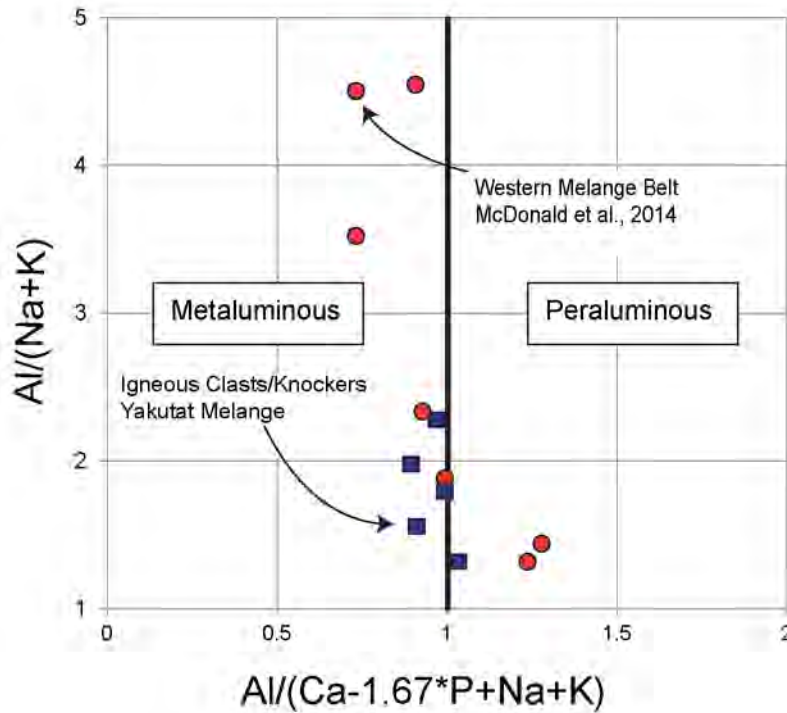 5
4
3
2
1
Al/(Na+K)
Western Melange Belt
McDonald et al., 2014
Metaluminous
Peraluminous
Igneous Clasts/Knockers
Yakutat Melange
0
0.5
1
1.5
2
Al/(Ca-1.67*P+Na+K)